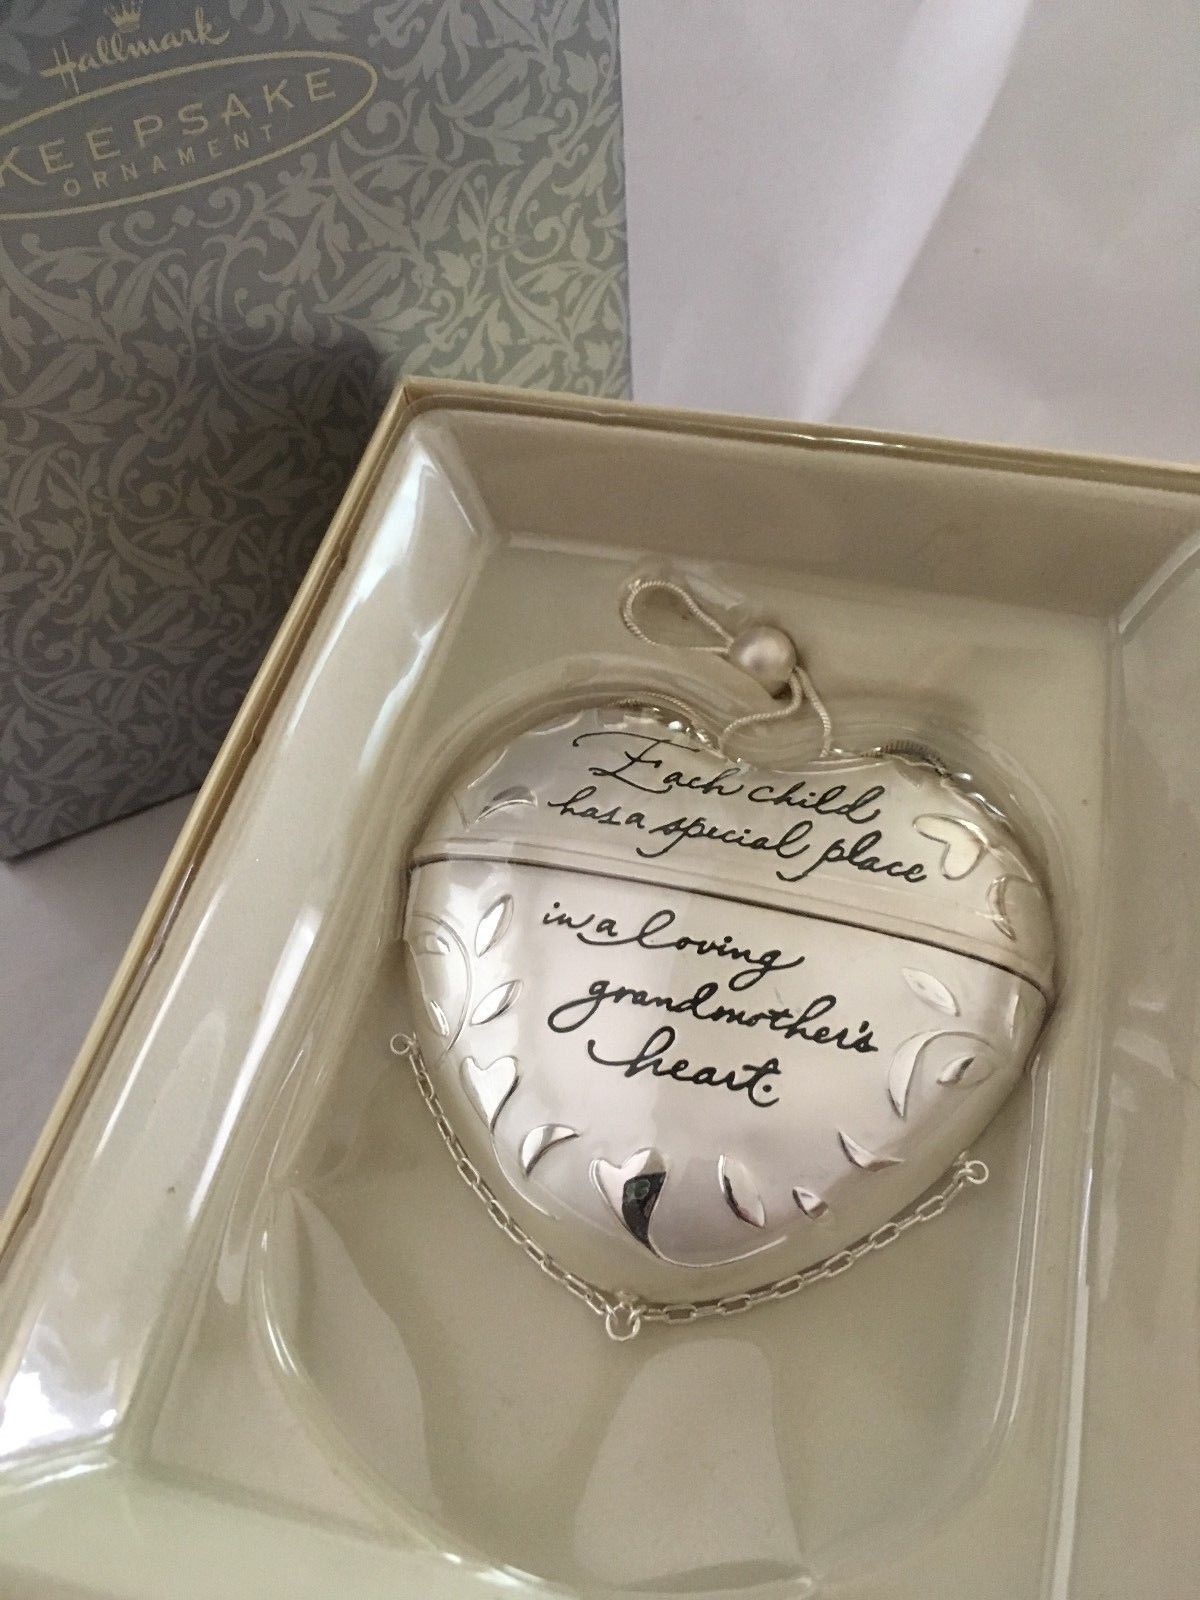 Hallmark
KEEPSAKE
ORNAMENT
Each child
has a special place
in a loving
grandmother's
heart.